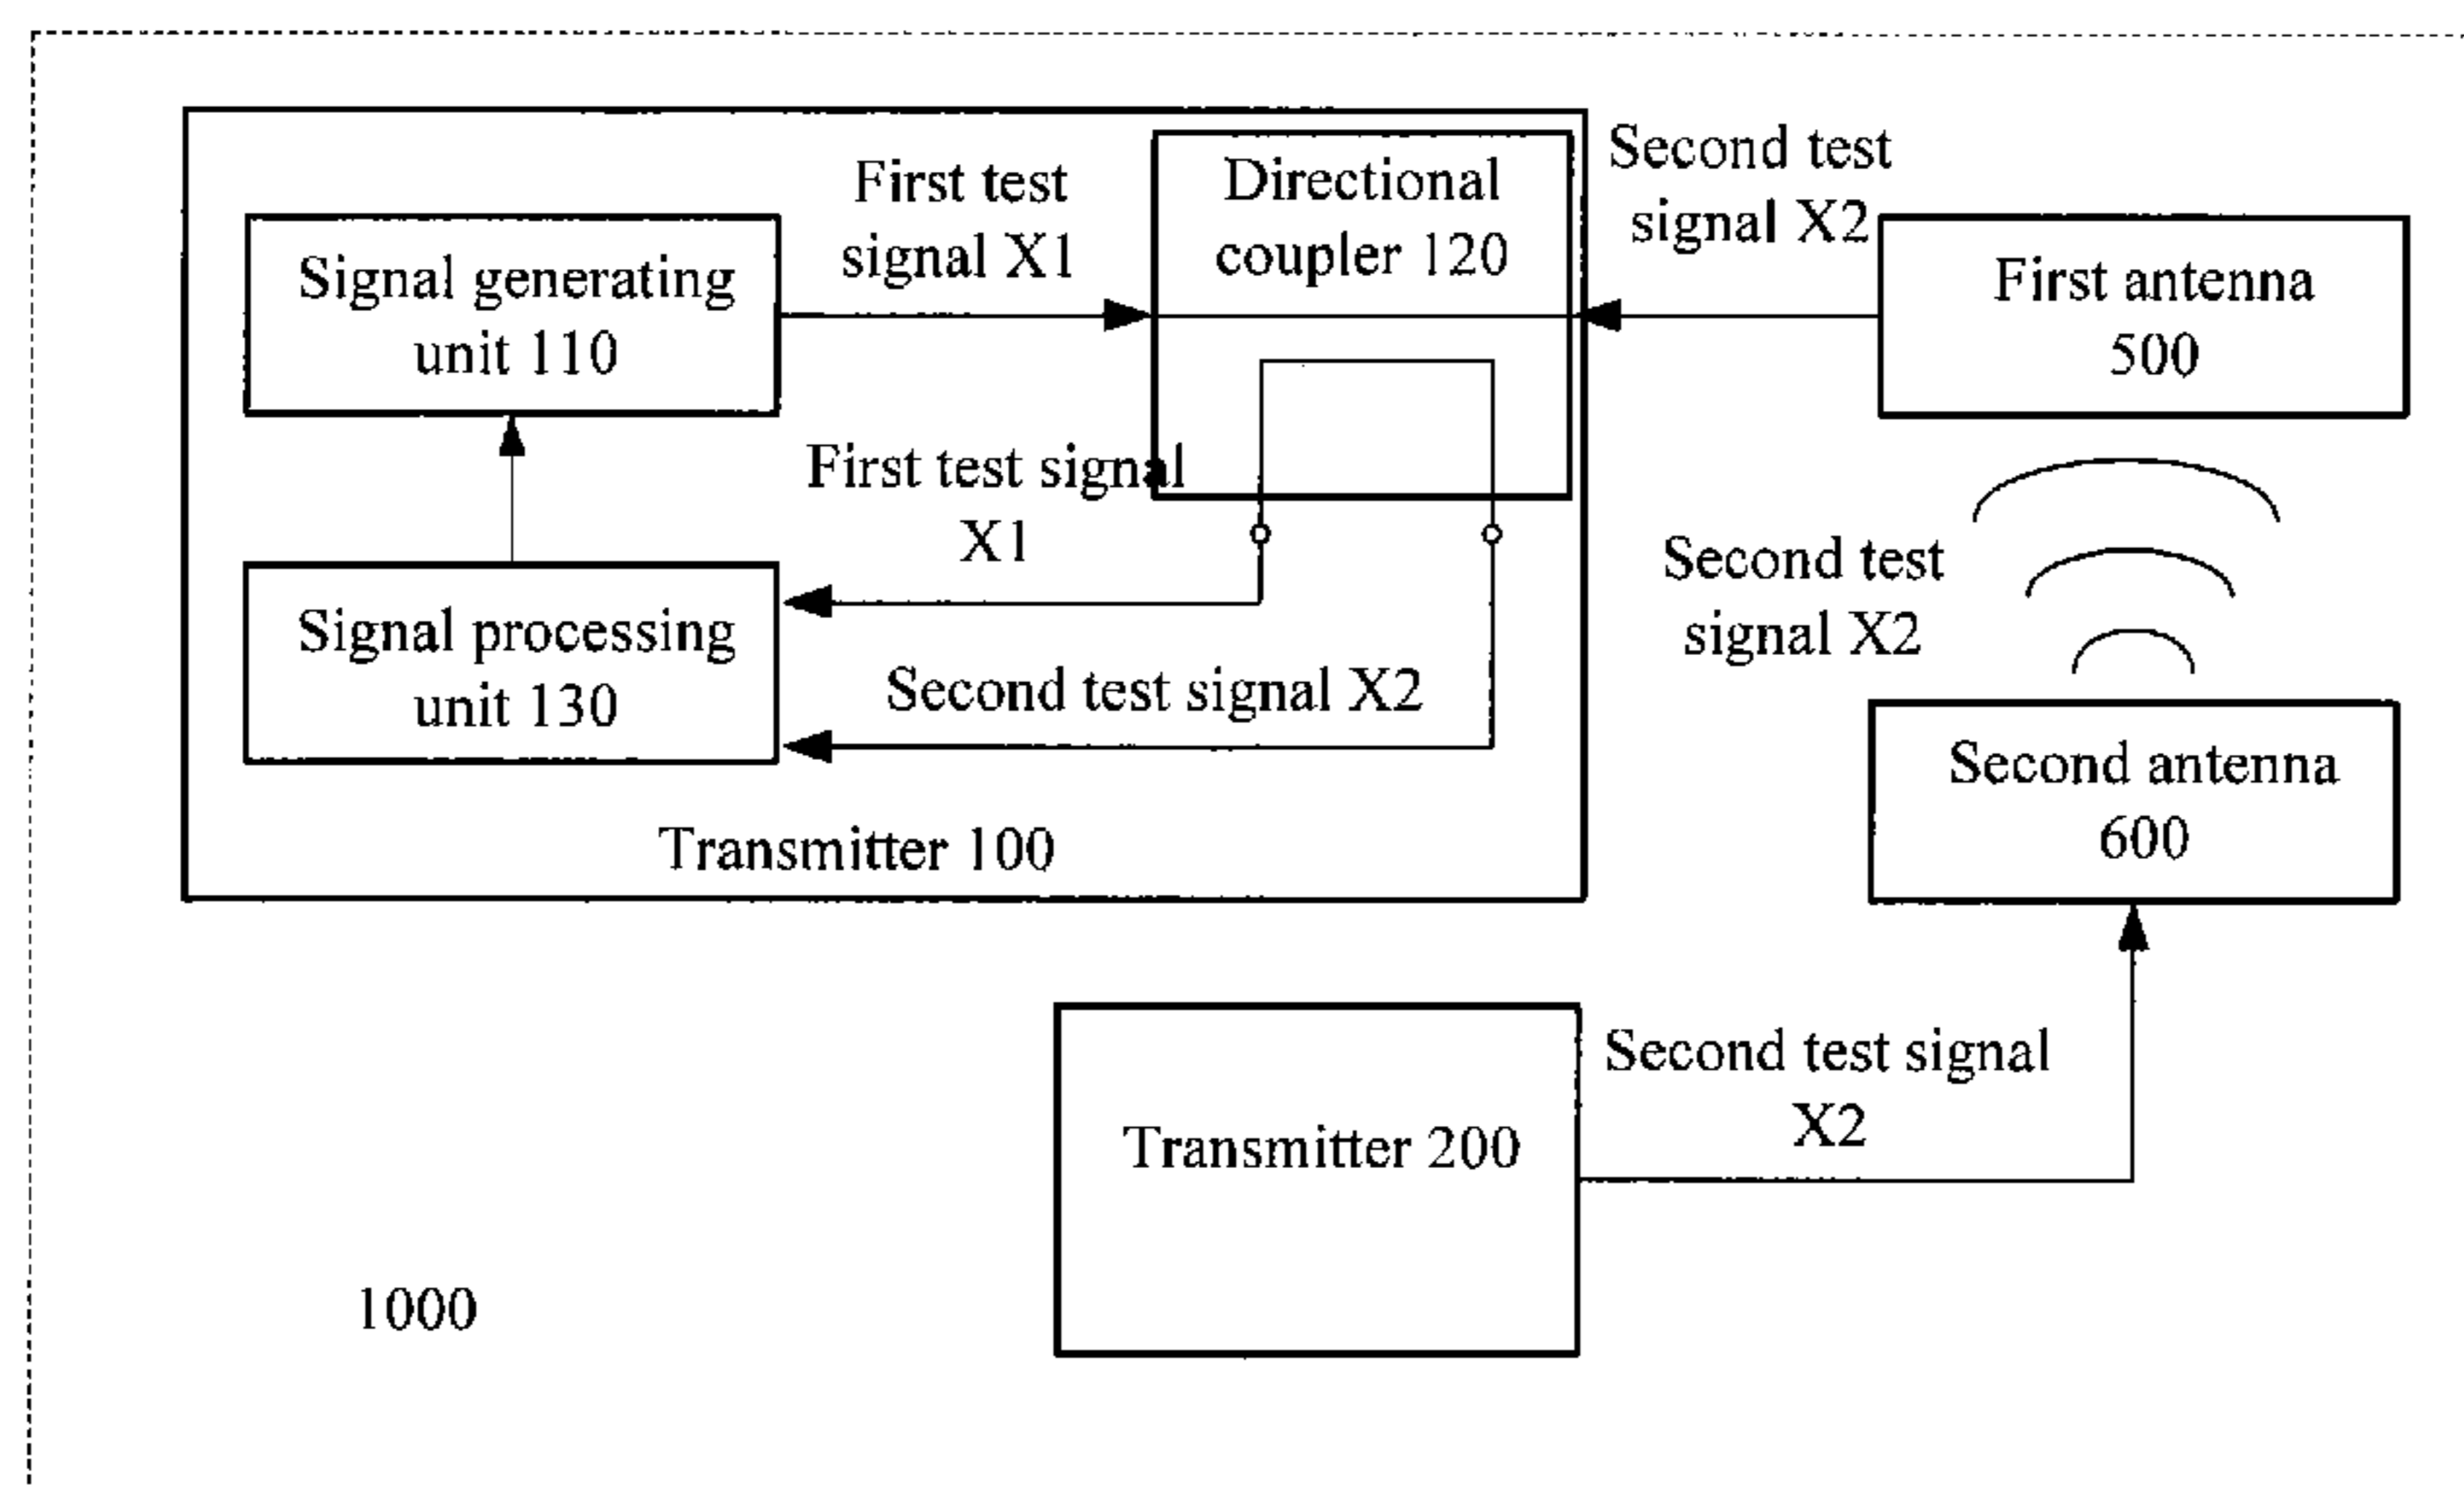 First test
signal X1
Directional
coupler 120
Second test
signal X2
Signal generating
unit 110
First antenna
500
First test signal
X1
Second test
signal X2
Signal processing
unit 130
Second test signal X2
Second antenna
600
Transmitter 100
Second test signal
X2
Transmitter 200
1000